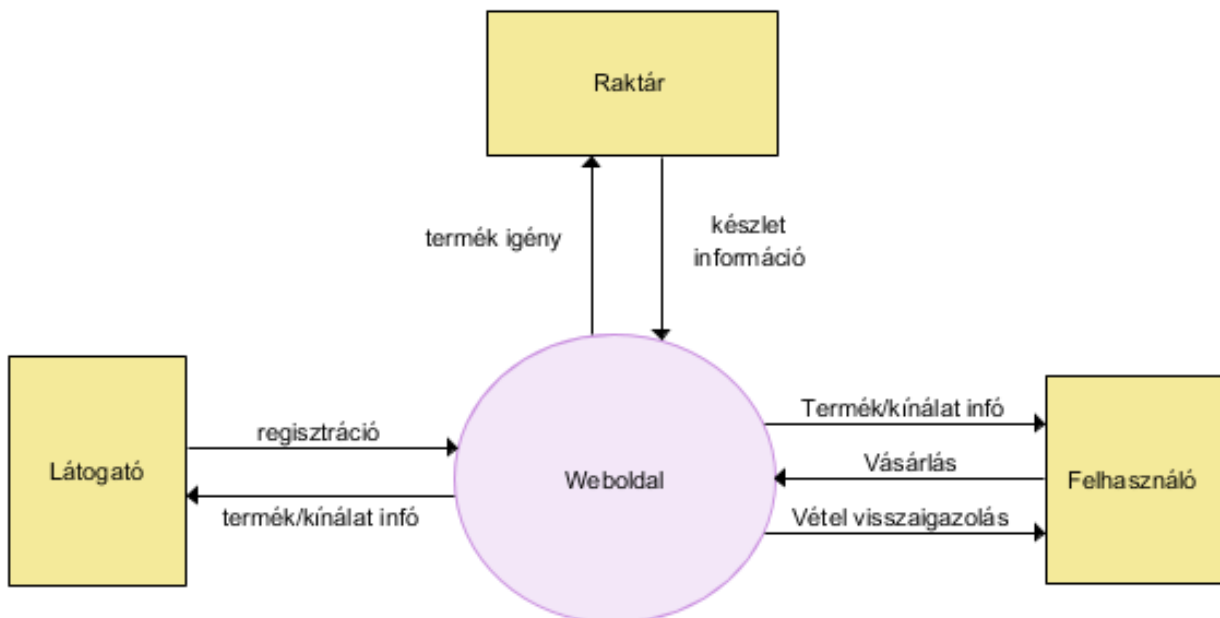 Raktár
termék igény
készlet
információ
Látogató
regisztráció
termék/kínálat infó
Weboldal
Termék/kínálat infó
Vásárlás
Vétel visszaigazolás
Felhasználó